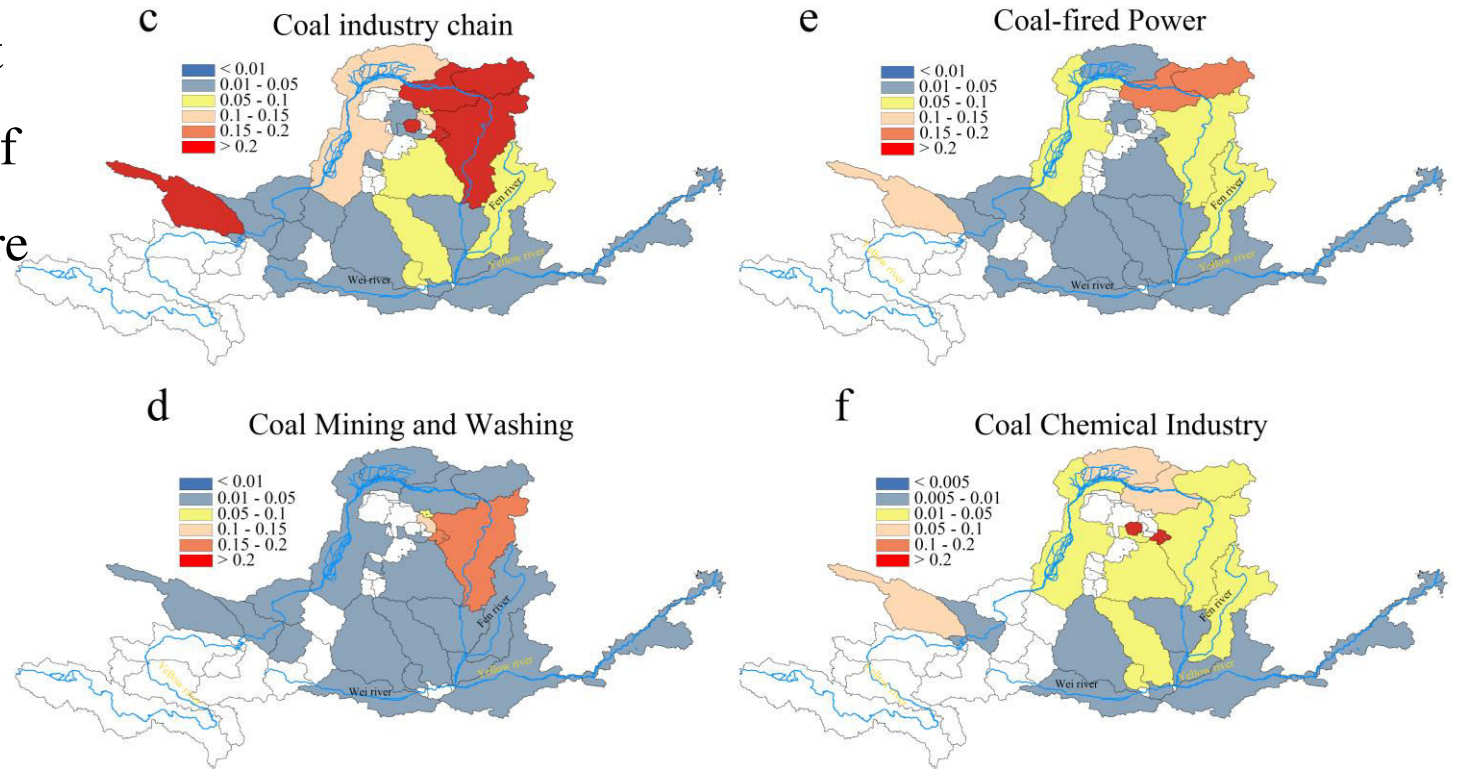 t
f
re
c
Coal industry chain
< 0.01
0.01 - 0.05
0.05 - 0.1
0.1 - 0.15
0.15 - 0.2
> 0.2
Fen river
Yellow river
Wei river
e
Coal-fired Power
< 0.01
0.01 - 0.05
0.05 - 0.1
0.1 - 0.15
0.15 - 0.2
> 0.2
Fen river
Yellow river
Yellow river
Wei river
d
Coal Mining and Washing
< 0.01
0.01 - 0.05
0.05 - 0.1
0.1 - 0.15
0.15 - 0.2
> 0.2
Fen river
Yellow river
Yellow river
Wei river
f
Coal Chemical Industry
< 0.005
0.005 - 0.01
0.01 - 0.05
0.05 - 0.1
0.1 - 0.2
> 0.2
Fen river
Yellow river
Yellow river
Wei river